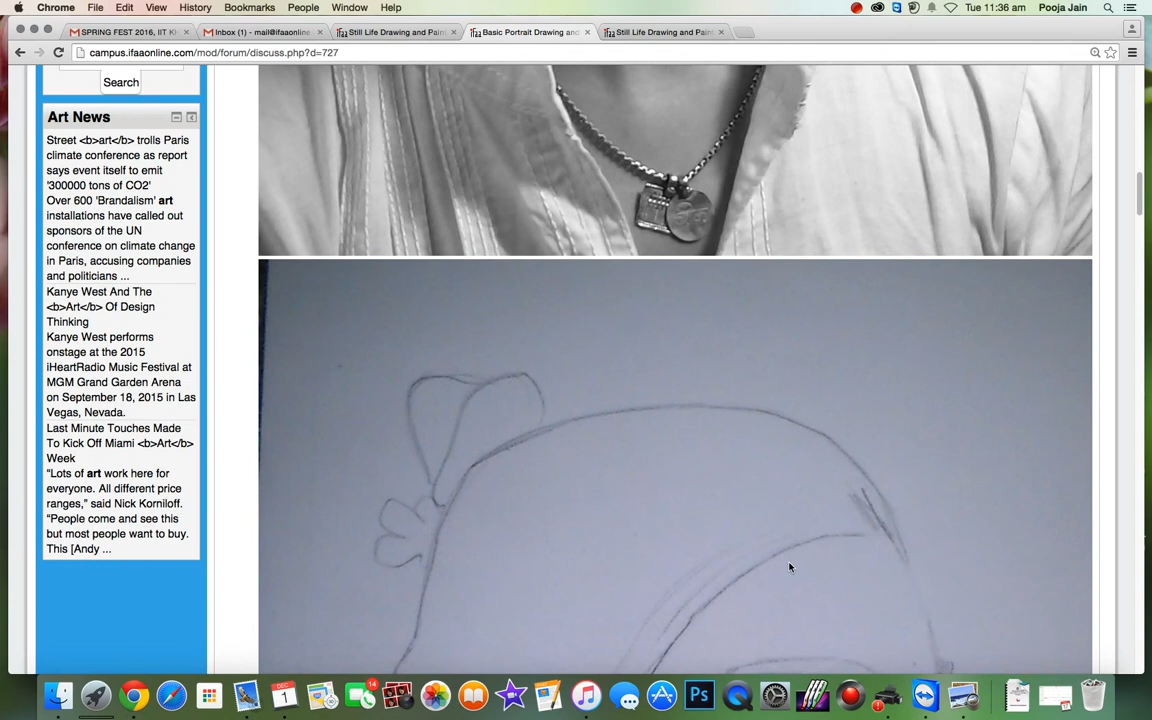 Chrome File Edit View History Bookmarks People Window Help Tue 11:36 am Pooja Jain
SPRING FEST 2016, IIT K
Inbox (1) - mail@ifaaonline
Still Life Drawing and Pain
Basic Portrait Drawing and
Still Life Drawing and Pain
campus.ifaaonline.com/mod/forum/discuss.php?d=727
Search
Art News
Street <b>art</b> trolls Paris
climate conference as report
says event itself to emit
'300000 tons of CO2'
Over 600 'Brandalism' art
installations have called out
sponsors of the UN
conference on climate change
in Paris, accusing companies
and politicians ...
Kanye West And The
<b>Art</b> Of Design
Thinking
Kanye West performs
onstage at the 2015
iHeartRadio Music Festival at
MGM Grand Garden Arena
on September 18, 2015 in Las
Vegas, Nevada.
Last Minute Touches Made
To Kick Off Miami <b>Art</b>
Week
“Lots of art work here for
everyone. All different price
ranges,” said Nick Korniloff.
“People come and see this
but most people want to buy.
This [Andy ...
14
DEC
1
Ps